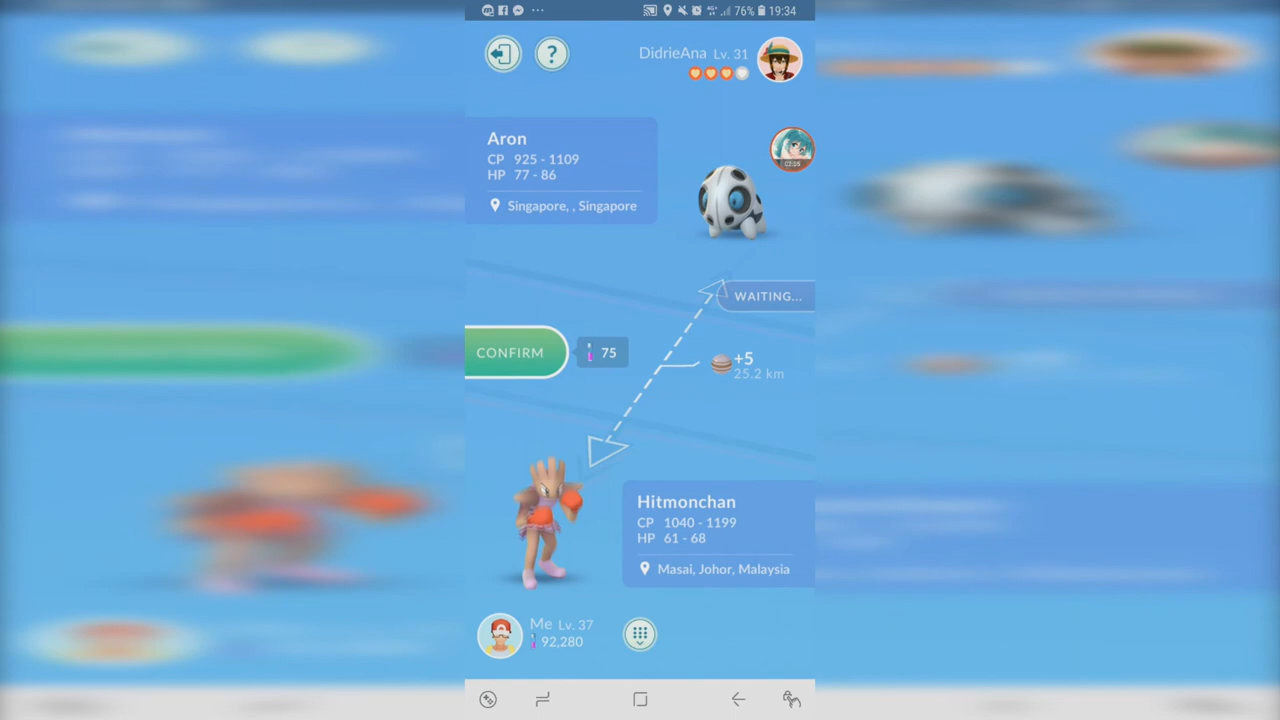 76% 19:34
DidrieAna Lv. 31
Aron
CP 925 - 1109
HP 77 - 86
Singapore, , Singapore
WAITING...
CONFIRM
75
+5
25.2 km
Hitmonchan
CP 1040 - 1199
HP 61 - 68
Masai, Johor, Malaysia
Me Lv. 37
92,280